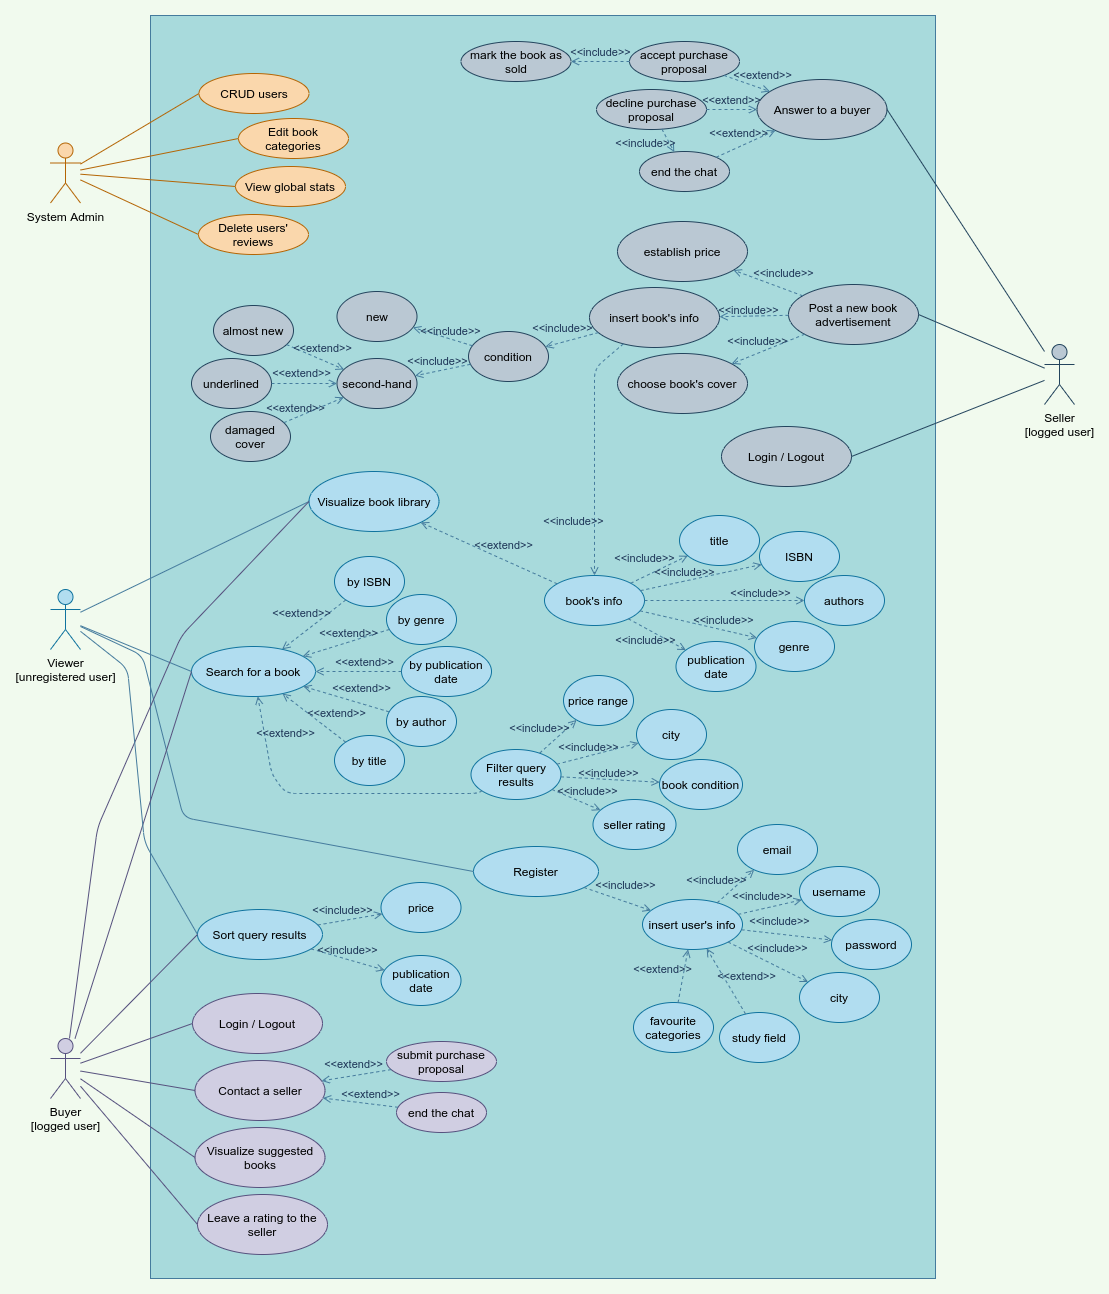 mark the book as
sold
<<include>>
accept purchase
proposal
<<extend>>
decline purchase
proposal
<<extend>>
Answer to a buyer
<<include>>
<<extend>>
end the chat
CRUD users
Edit book
categories
View global stats
Delete users'
reviews
System Admin
establish price
<<include>>
insert book's info
<<include>>
Post a new book
advertisement
<<include>>
choose book's cover
<<include>>
condition
new
<<include>>
<<include>>
second-hand
almost new
<<extend>>
underlined
<<extend>>
damaged
cover
<<extend>>
Seller
[logged user]
Login / Logout
Visualize book library
<<extend>>
<<include>>
book's info
<<include>>
title
<<include>>
ISBN
<<include>>
authors
<<include>>
genre
<<include>>
publication
date
Viewer
[unregistered user]
Search for a book
by ISBN
<<extend>>
by genre
<<extend>>
by publication
date
<<extend>>
by author
<<extend>>
by title
<<extend>>
<<extend>>
Filter query
results
<<include>>
price range
<<include>>
city
<<include>>
book condition
<<include>>
seller rating
Register
<<include>>
insert user's info
<<include>>
email
<<include>>
username
<<include>>
password
<<include>>
city
<<extend>>
favourite
categories
<<extend>>
study field
Sort query results
<<include>>
price
<<include>>
publication
date
Buyer
[logged user]
Login / Logout
Contact a seller
<<extend>>
submit purchase
proposal
<<extend>>
end the chat
Visualize suggested
books
Leave a rating to the
seller